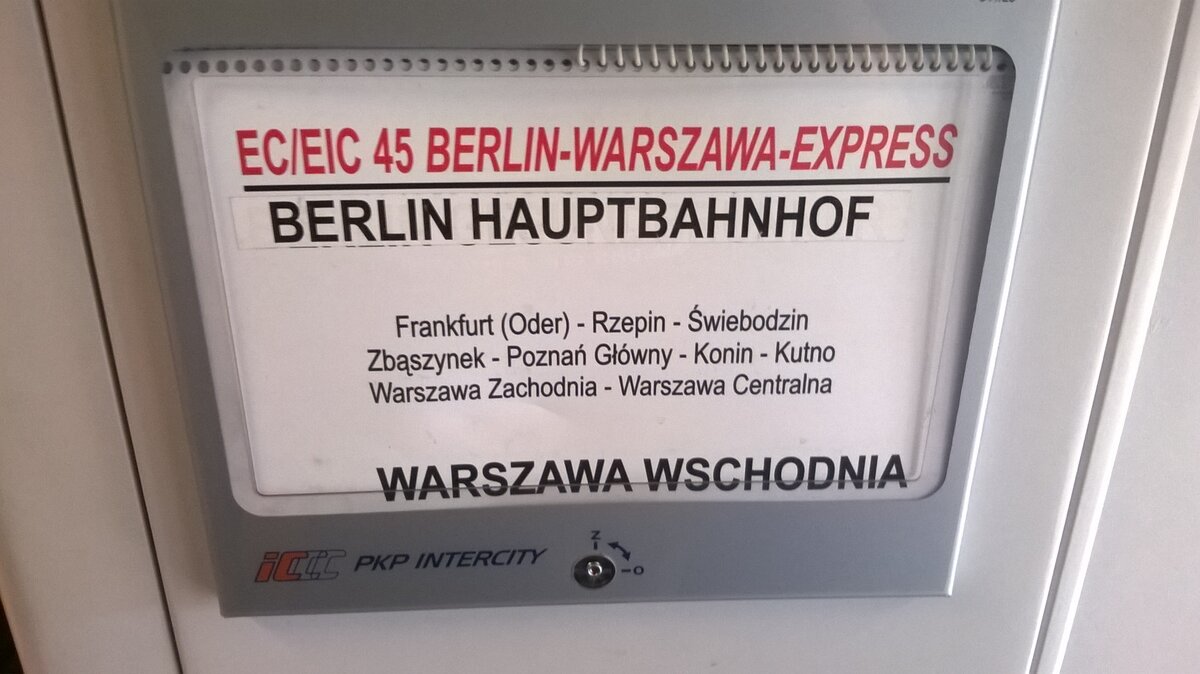 EC/EIC 45 BERLIN-WARSZAWA-EXPRESS
BERLIN HAUPTBAHNHOF
Frankfurt (Oder) - Rzepin - Świebodzin
Zbąszynek - Poznań Główny - Konin - Kutno
Warszawa Zachodnia - Warszawa Centralna
WARSZAWA WSCHODNIA
iC PKP INTERCITY
Z
O